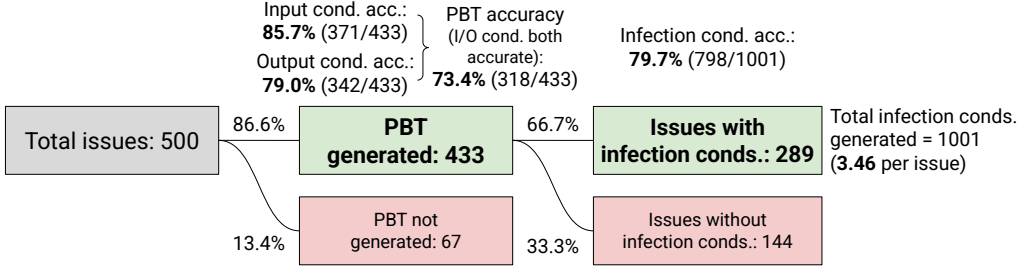 Input cond. acc.:
85.7% (371/433)
Output cond. acc.:
79.0% (342/433)
PBT accuracy
(I/O cond. both
accurate):
73.4% (318/433)
Infection cond. acc.:
79.7% (798/1001)
Total issues: 500
86.6%
PBT
generated: 433
66.7%
Issues with
infection conds.: 289
Total infection conds.
generated = 1001
(3.46 per issue)
13.4%
PBT not
generated: 67
33.3%
Issues without
infection conds.: 144